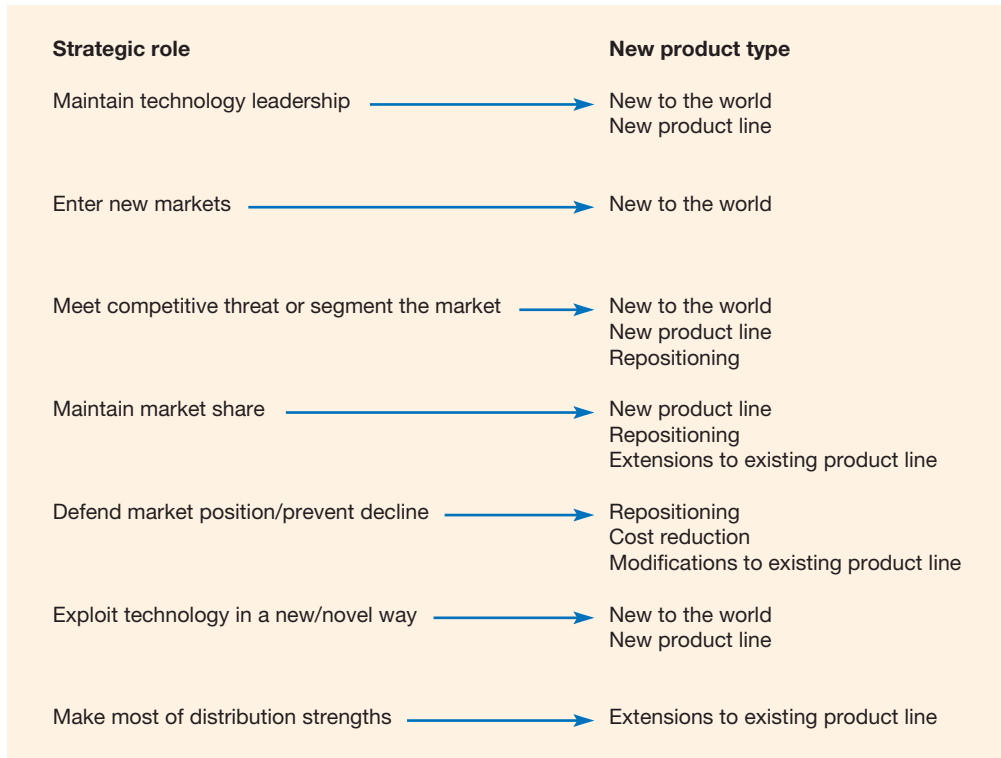 Strategic role New product type
Maintain technology leadership New to the world
New product line
Enter new markets New to the world
Meet competitive threat or segment the market New to the world
New product line
Repositioning
Maintain market share New product line
Repositioning
Extensions to existing product line
Defend market position/prevent decline Repositioning
Cost reduction
Modifications to existing product line
Exploit technology in a new/novel way New to the world
New product line
Make most of distribution strengths Extensions to existing product line